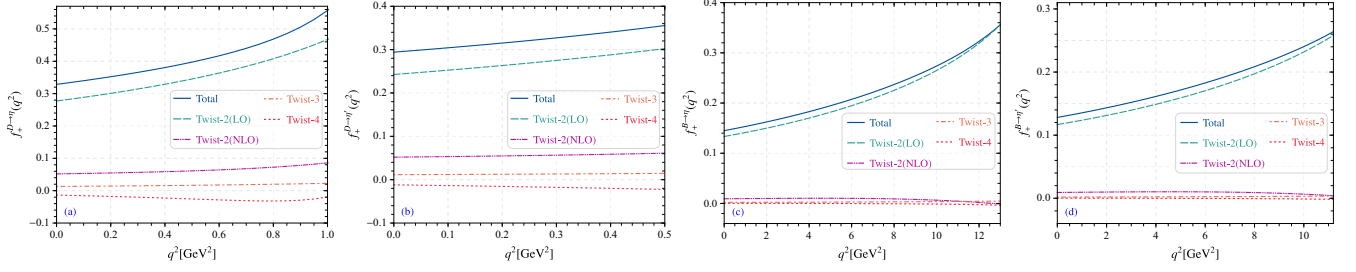 0.5
0.4
0.3
0.2
0.1
0.0
−0.1
f₊^{D→η}(q²)
Total
Twist-2(LO)
Twist-2(NLO)
Twist-3
Twist-4
(a)
0.0 0.2 0.4 0.6 0.8 1.0
q²[GeV²]
0.4
0.3
0.2
0.1
0.0
−0.1
f₊^{D→η′}(q²)
Total
Twist-2(LO)
Twist-2(NLO)
Twist-3
Twist-4
(b)
0.0 0.1 0.2 0.3 0.4 0.5
q²[GeV²]
0.4
0.3
0.2
0.1
0.0
f₊^{B→η}(q²)
Total
Twist-2(LO)
Twist-2(NLO)
Twist-3
Twist-4
(c)
0 2 4 6 8 10 12
q²[GeV²]
0.3
0.2
0.1
0.0
f₊^{B→η′}(q²)
Total
Twist-2(LO)
Twist-2(NLO)
Twist-3
Twist-4
(d)
0 2 4 6 8 10
q²[GeV²]